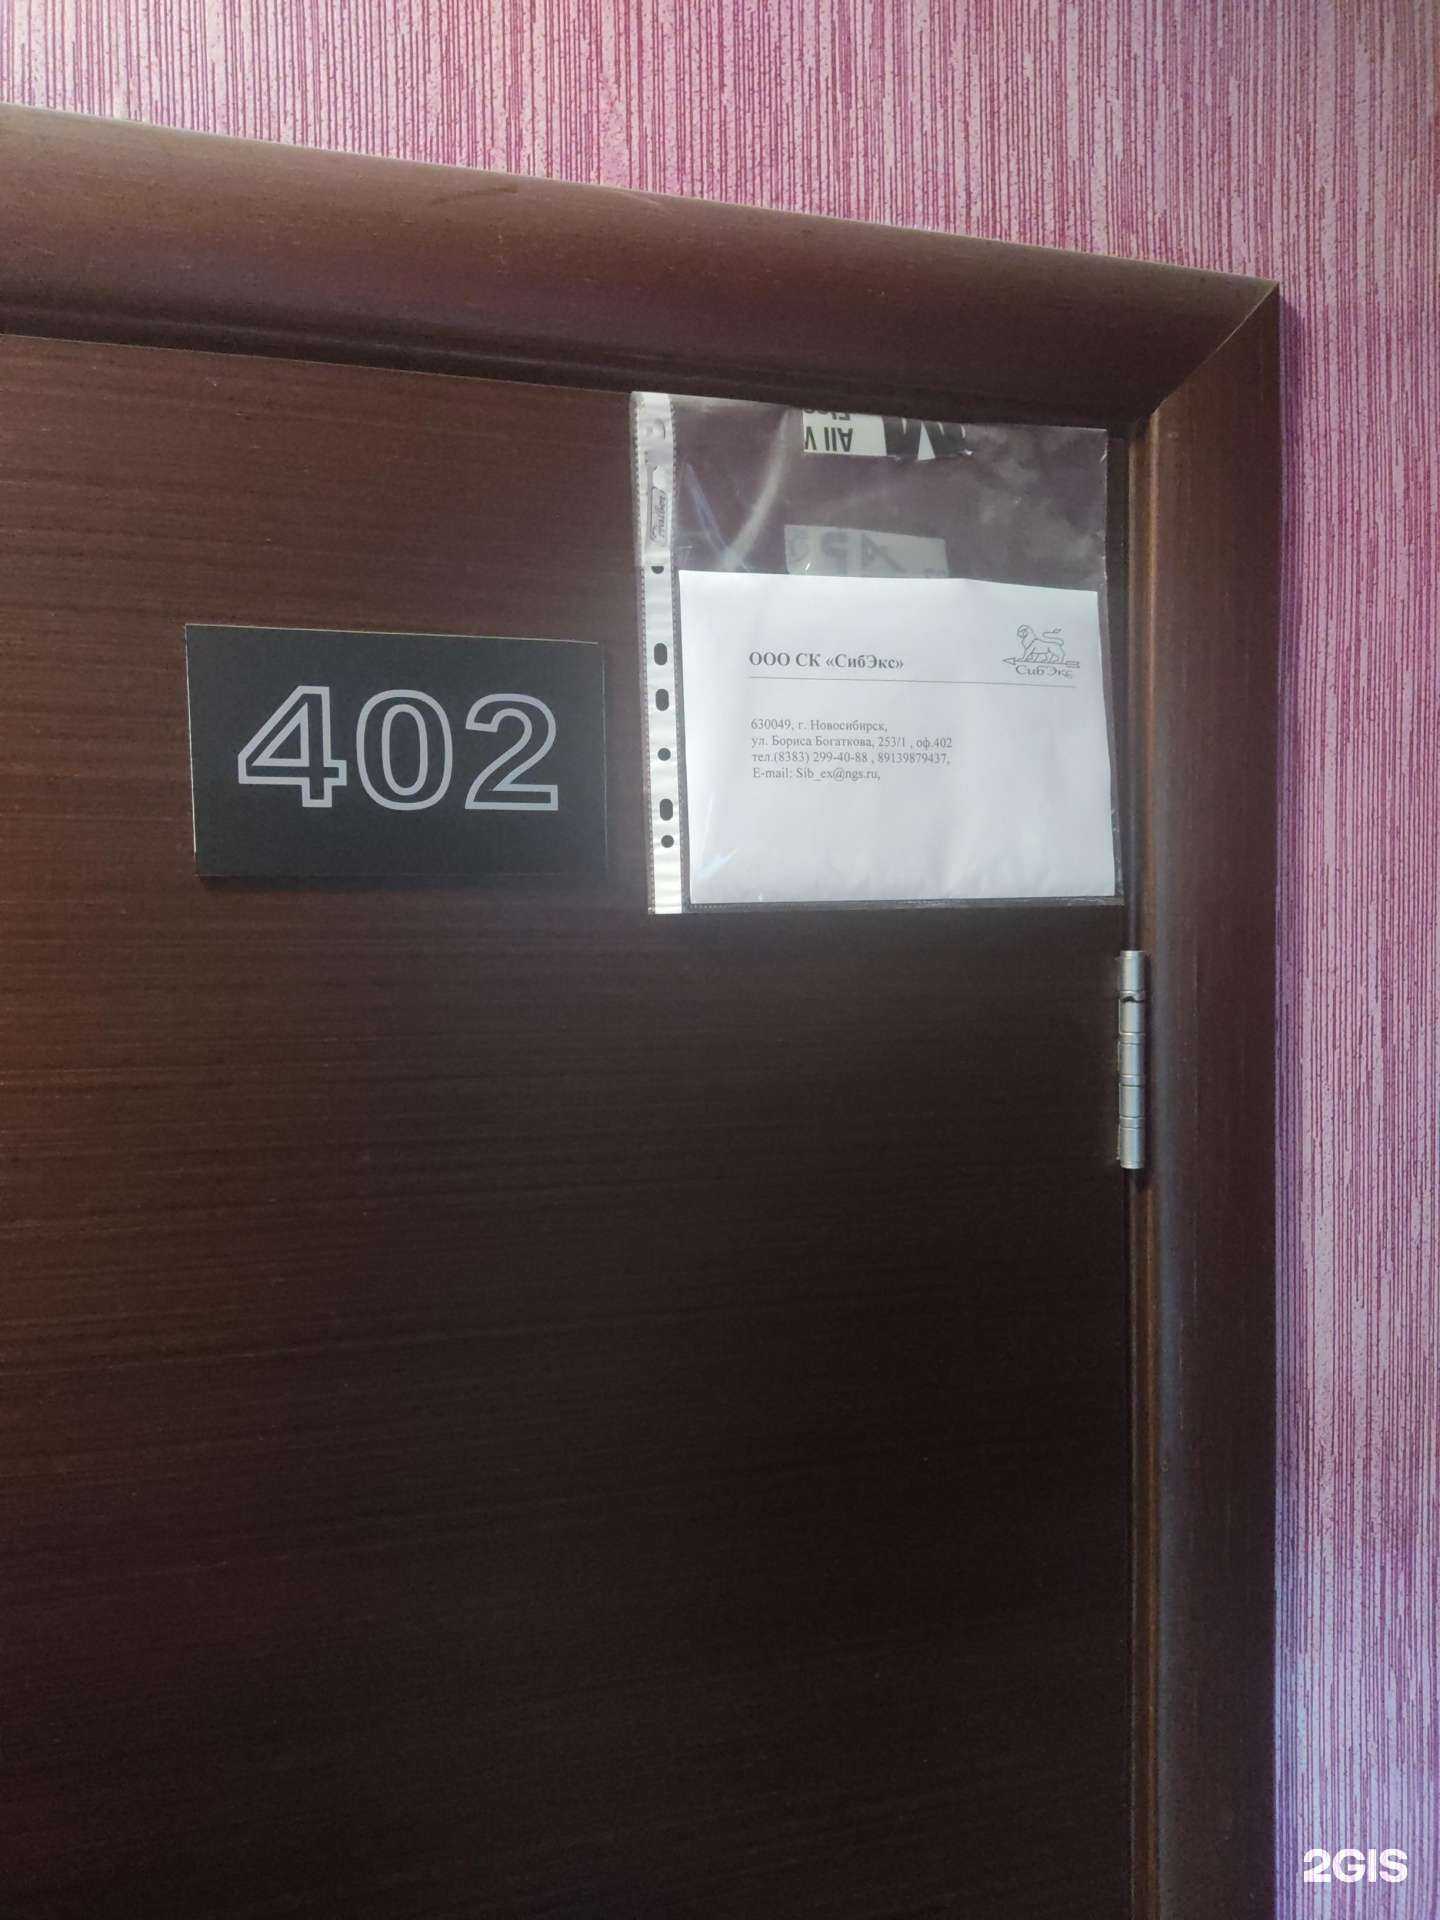 All V
402
ООО СК «СибЭкс»
СибЭкс
630049, г. Новосибирск,
ул. Бориса Богаткова, 253/1 , оф.402
тел.(8383) 299-40-88 , 89139879437,
E-mail: Sib_ex@ngs.ru,
2GIS